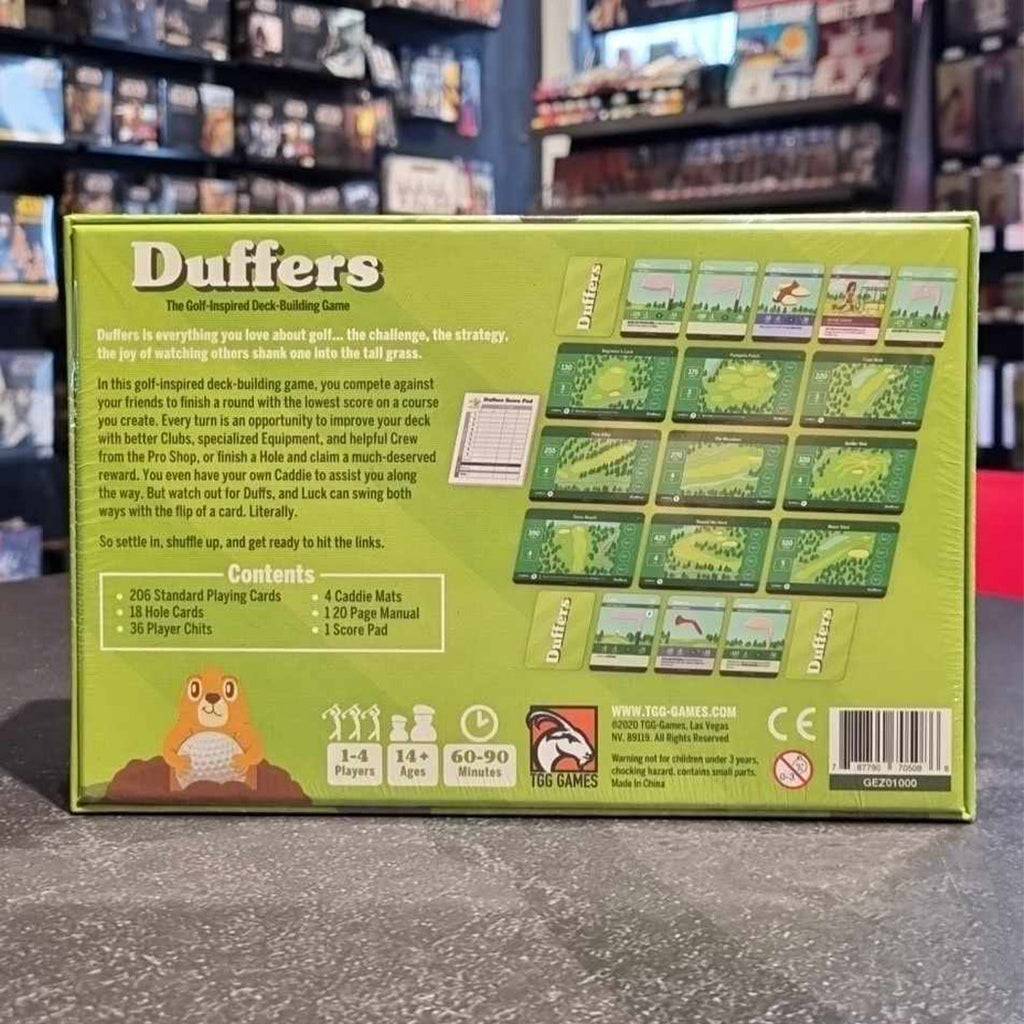 Duffers
The Golf-Inspired Deck-Building Game
Duffers is everything you love about golf... the challenge, the strategy,
the joy of watching others shank one into the tall grass.
In this golf-inspired deck-building game, you compete against
your friends to finish a round with the lowest score on a course
you create. Every turn is an opportunity to improve your deck
with better Clubs, specialized Equipment, and helpful Crew
from the Pro Shop, or finish a Hole and claim a much-deserved
reward. You even have your own Caddie to assist you along
the way. But watch out for Duffs, and Luck can swing both
ways with the flip of a card. Literally.
So settle in, shuffle up, and get ready to hit the links.
Contents
• 206 Standard Playing Cards
• 18 Hole Cards
• 36 Player Chits
• 4 Caddie Mats
• 1 20 Page Manual
• 1 Score Pad
1-4
Players
14+
Ages
60-90
Minutes
TGG GAMES
WWW.TGG-GAMES.COM
©2020 TGG-Games, Las Vegas
NV. 89119. All Rights Reserved
Warning not for children under 3 years,
chocking hazard, contains small parts.
Made in China
CE
0-3
GEZ01000
Duffers
Duffers Score Pad
Beginner's Luck
Pumpkin Patch
Duffers
Duffers